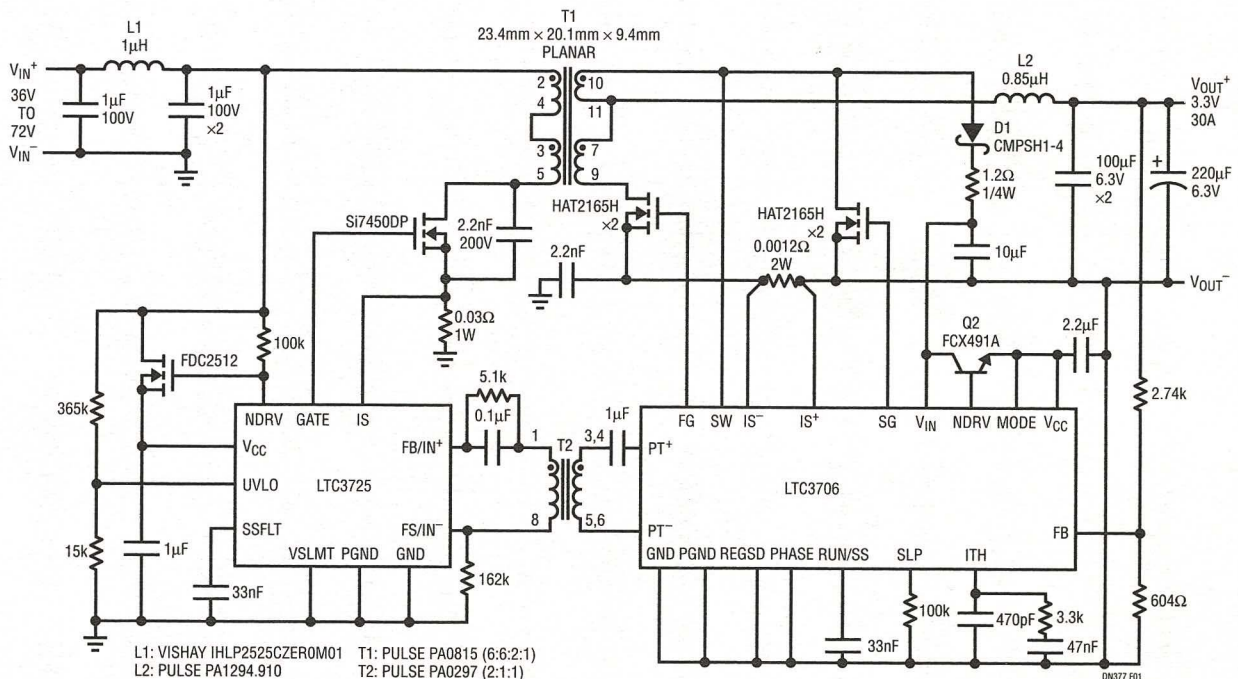 T1
23.4mm × 20.1mm × 9.4mm
PLANAR
L1
1µH
L2
0.85µH
VIN+
36V
TO
72V
VIN−
1µF
100V
1µF
100V
×2
2
4
3
5
10
11
7
9
VOUT+
3.3V
30A
D1
CMPSH1-4
1.2Ω
1/4W
100µF
6.3V
×2
+
220µF
6.3V
Si7450DP
2.2nF
200V
HAT2165H
×2
HAT2165H
×2
2.2nF
0.0012Ω
2W
10µF
VOUT−
0.03Ω
1W
100k
FDC2512
365k
15k
Q2
FCX491A
2.2µF
2.74k
5.1k
0.1µF
1µF
NDRV
GATE
IS
VCC
UVLO
SSFLT
LTC3725
FB/IN+
FS/IN−
VSLMT
PGND
GND
1
8
T2
3,4
5,6
FG
SW
IS−
IS+
SG
VIN
NDRV
MODE
VCC
PT+
PT−
LTC3706
FB
GND
PGND
REGSD
PHASE
RUN/SS
SLP
ITH
1µF
33nF
162k
33nF
100k
470pF
3.3k
47nF
604Ω
L1: VISHAY IHLP2525CZER0M01
T1: PULSE PA0815 (6:6:2:1)
L2: PULSE PA1294.910
T2: PULSE PA0297 (2:1:1)
DN377 F01